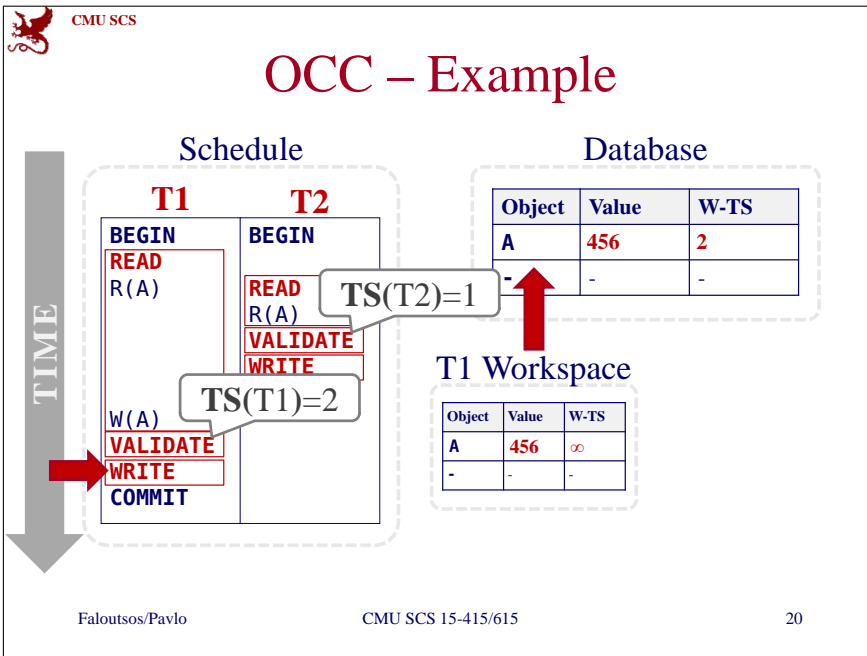 CMU SCS
OCC – Example
Schedule
T1
T2
BEGIN
READ
R(A)
W(A)
VALIDATE
WRITE
COMMIT
BEGIN
READ
R(A)
VALIDATE
WRITE
TS(T2)=1
TS(T1)=2
TIME
Database
Object Value W-TS
A 456 2
- - -
T1 Workspace
Object Value W-TS
A 456 ∞
- - -
Faloutsos/Pavlo CMU SCS 15-415/615 20